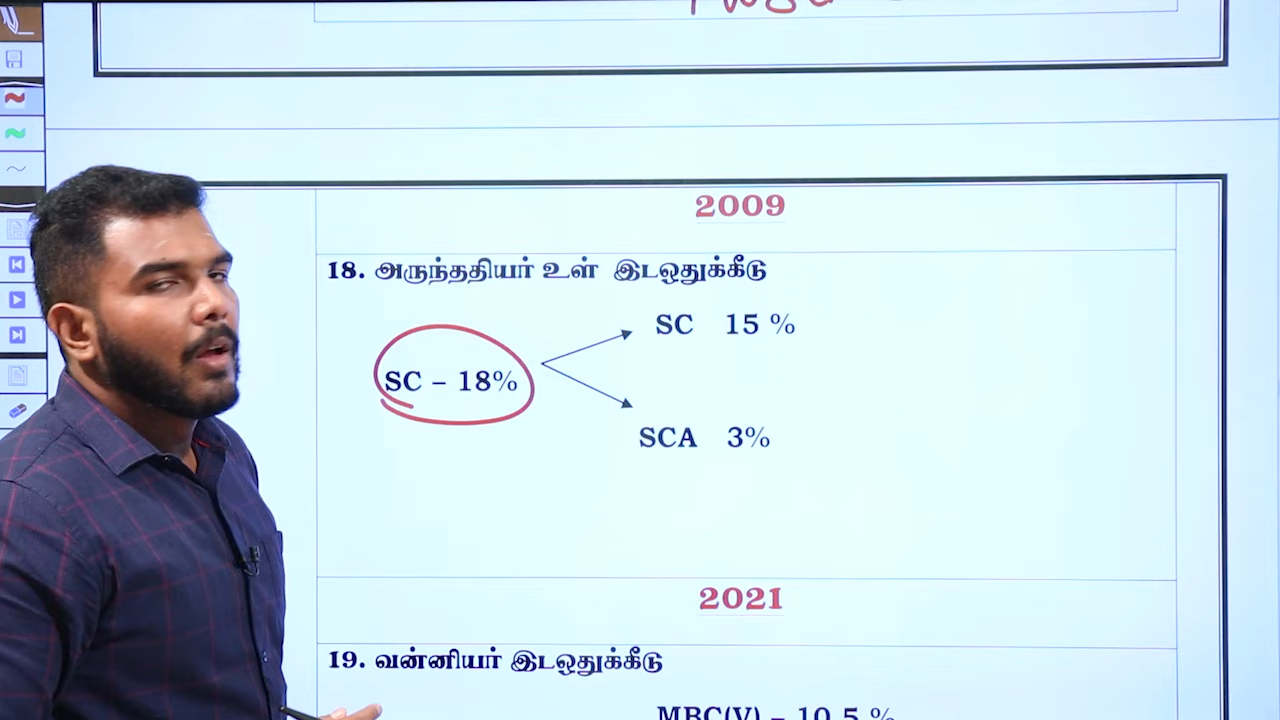 2009
18. அருந்ததியர் உள் இடஒதுக்கீடு
SC 15 %
SC – 18%
SCA 3%
2021
19. வன்னியர் இடஒதுக்கீடு
MBC(V) – 10.5 %